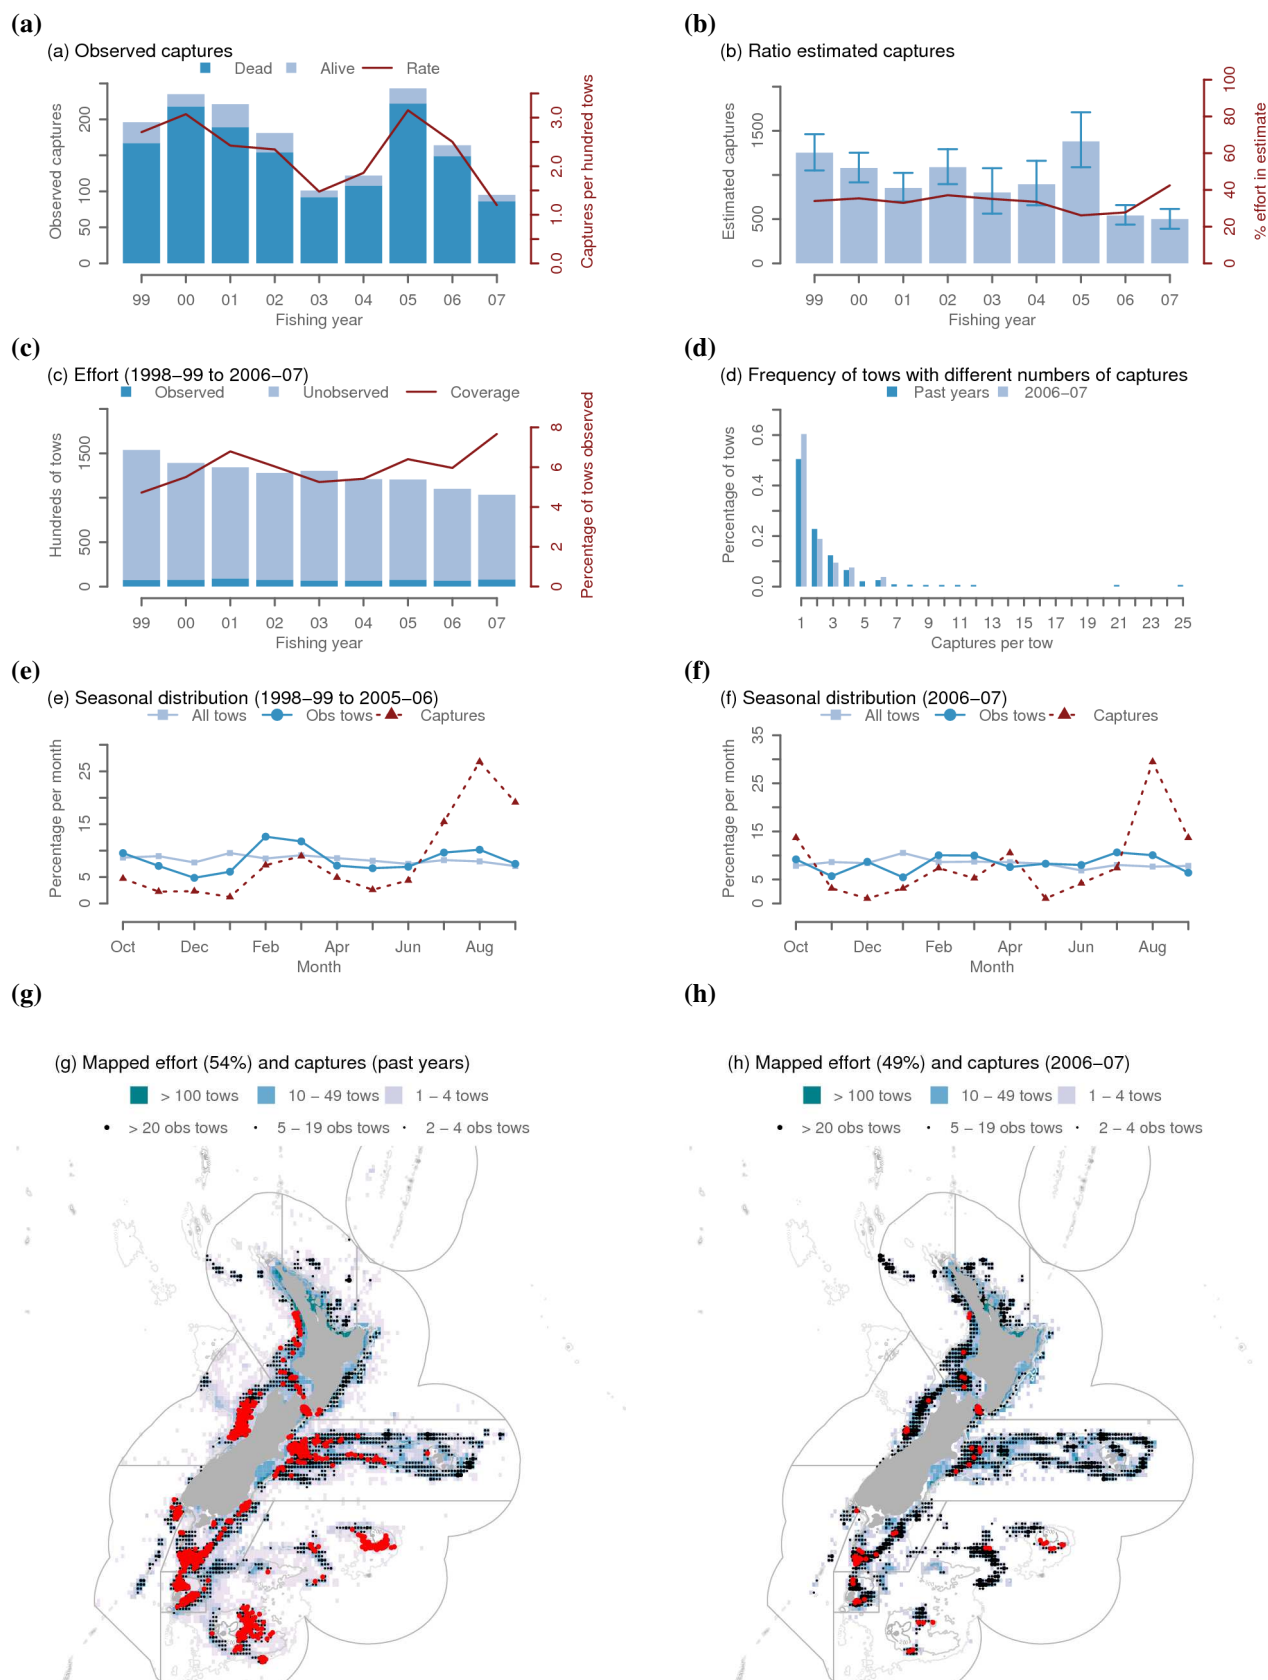 (a)
(a) Observed captures
Dead Alive Rate
Observed captures
0 50 100 200
0.0 1.0 2.0 3.0
Captures per hundred tows
99 00 01 02 03 04 05 06 07
Fishing year
(b)
(b) Ratio estimated captures
Estimated captures
0 500 1500
0 20 40 60 80 100
% effort in estimate
99 00 01 02 03 04 05 06 07
Fishing year
(c)
(c) Effort (1998–99 to 2006–07)
Observed Unobserved Coverage
Hundreds of tows
0 500 1500
0 2 4 6 8
Percentage of tows observed
99 00 01 02 03 04 05 06 07
Fishing year
(d)
(d) Frequency of tows with different numbers of captures
Past years 2006–07
Percentage of tows
0.0 0.2 0.4 0.6
1 3 5 7 9 11 13 15 17 19 21 23 25
Captures per tow
(e)
(e) Seasonal distribution (1998–99 to 2005–06)
All tows Obs tows Captures
Percentage per month
0 5 15 25
Oct Dec Feb Apr Jun Aug
Month
(f)
(f) Seasonal distribution (2006–07)
All tows Obs tows Captures
Percentage per month
0 5 15 25 35
Oct Dec Feb Apr Jun Aug
Month
(g)
(g) Mapped effort (54%) and captures (past years)
> 100 tows 10 – 49 tows 1 – 4 tows
> 20 obs tows 5 – 19 obs tows 2 – 4 obs tows
(h)
(h) Mapped effort (49%) and captures (2006–07)
> 100 tows 10 – 49 tows 1 – 4 tows
> 20 obs tows 5 – 19 obs tows 2 – 4 obs tows